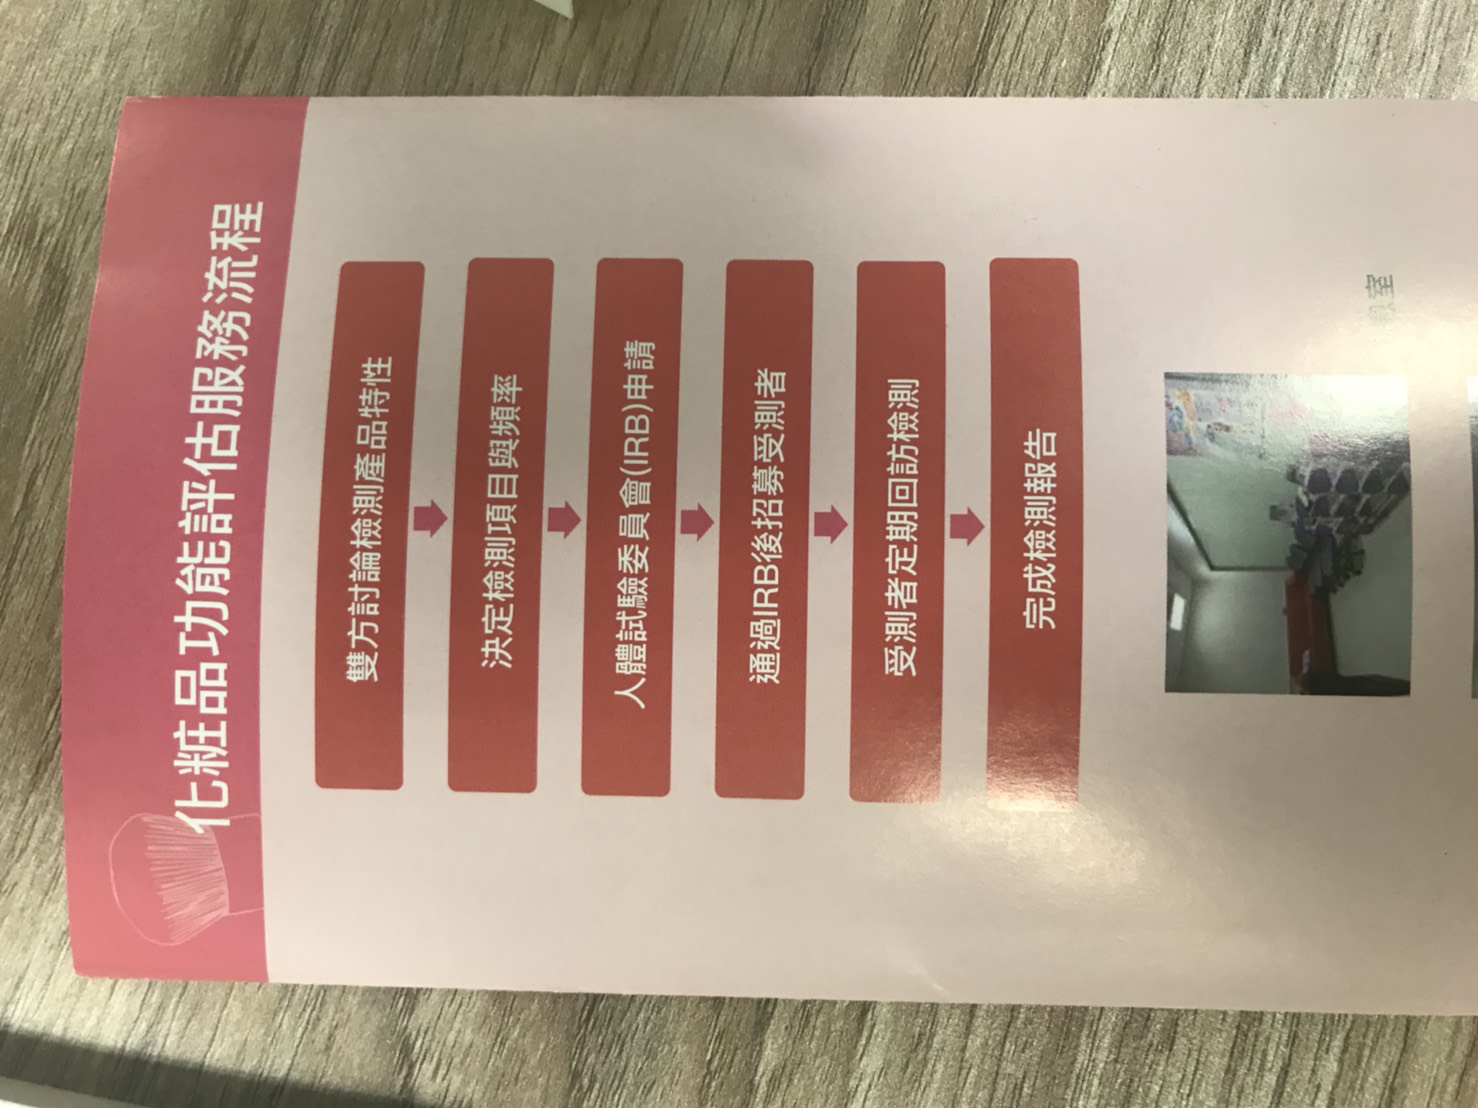 化粧品功能評估服務流程
雙方討論檢測產品特性
決定檢測項目與頻率
人體試驗委員會(IRB)申請
通過IRB後招募受測者
受測者定期回訪檢測
完成檢測報告
室